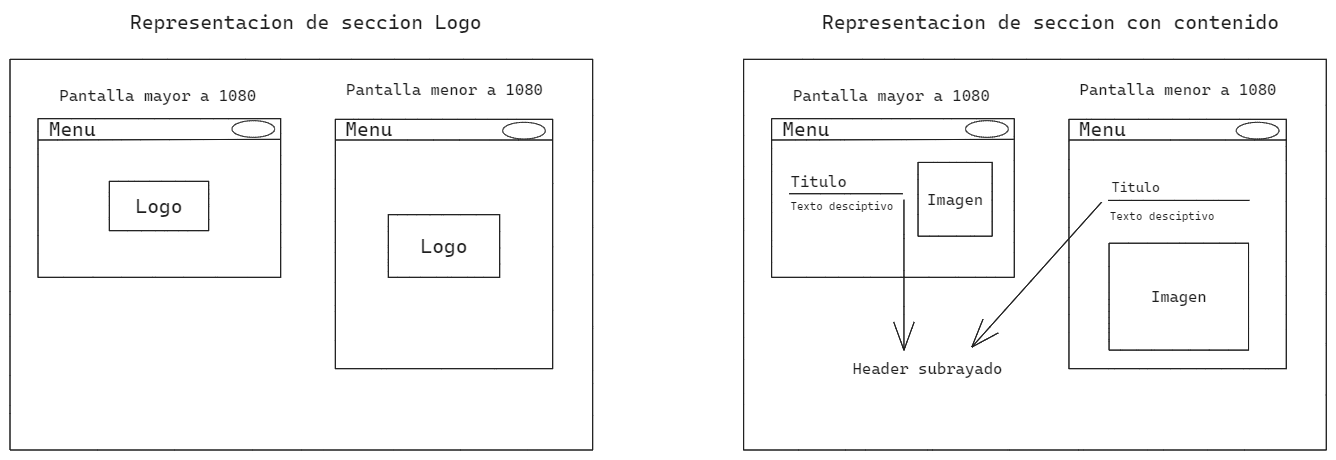 Representacion de seccion Logo
Pantalla mayor a 1080
Menu
Logo
Pantalla menor a 1080
Menu
Logo
Representacion de seccion con contenido
Pantalla mayor a 1080
Menu
Titulo
Texto desciptivo
Imagen
Pantalla menor a 1080
Menu
Titulo
Texto desciptivo
Imagen
Header subrayado